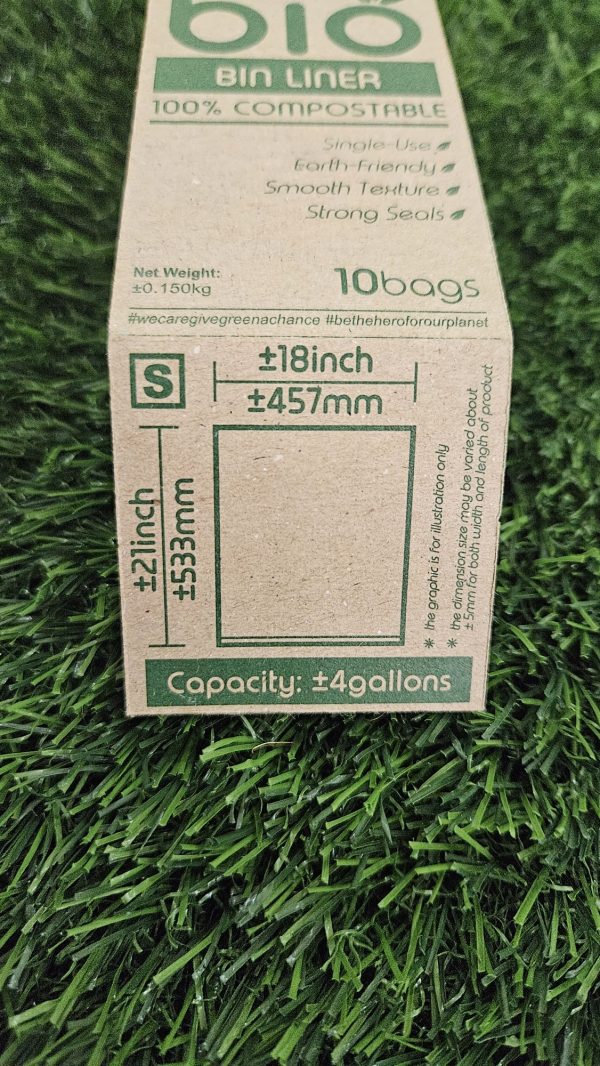 bio
BIN LINER
100% COMPOSTABLE
Single-Use
Earth-Friendly
Smooth Texture
Strong Seals
Net Weight:
±0.150kg
10bags
#wecaregivegreenachance #betheheroforourplanet
S
±18inch
±457mm
±21inch
±533mm
* the graphic is for illustration only
* the dimension size may be varied about
± 5mm for both width and length of product
Capacity: ±4gallons